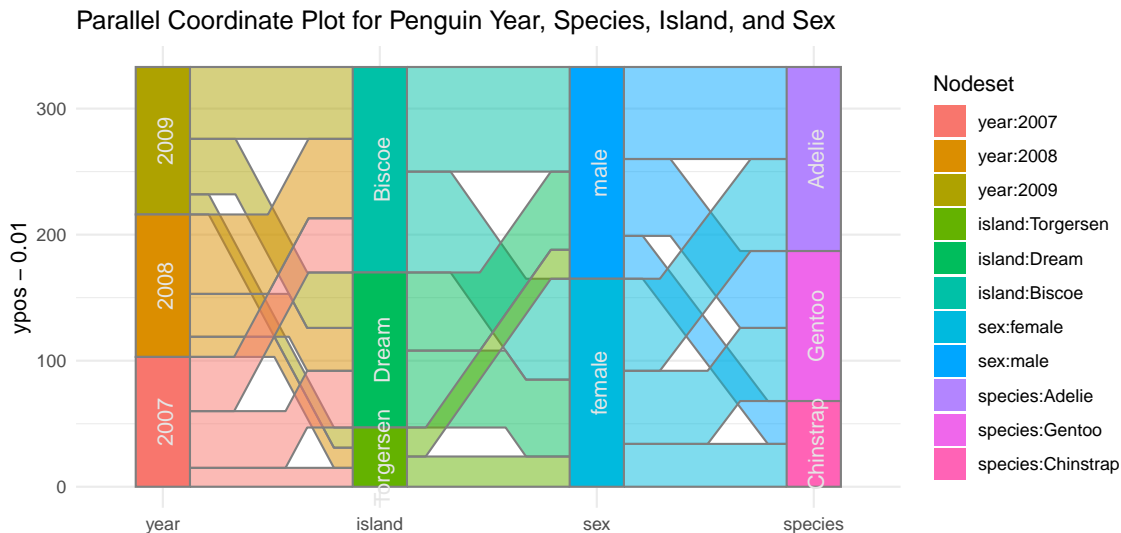 Parallel Coordinate Plot for Penguin Year, Species, Island, and Sex
ypos − 0.01
300
200
100
0
2009
2008
2007
Biscoe
Dream
Torgersen
male
female
Adelie
Gentoo
Chinstrap
year
island
sex
species
Nodeset
year:2007
year:2008
year:2009
island:Torgersen
island:Dream
island:Biscoe
sex:female
sex:male
species:Adelie
species:Gentoo
species:Chinstrap